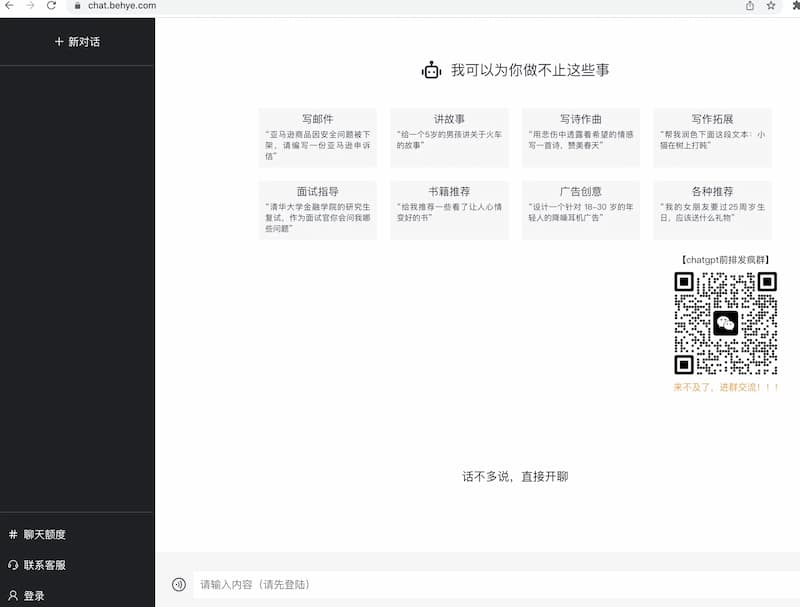 chat.behye.com
新对话
我可以为你做不止这些事
写邮件
“亚马逊商品因安全问题被下
架，请编写一份亚马逊申诉
信”
讲故事
“给一个5岁的男孩讲关于火车
的故事”
写诗作曲
“用悲伤中透露着希望的情感
写一首诗，赞美春天”
写作拓展
“帮我润色下面这段文本：小
猫在树上打盹”
面试指导
“清华大学金融学院的研究生
复试，作为面试官你会问我哪
些问题”
书籍推荐
“给我推荐一些看了让人心情
变好的书”
广告创意
“设计一个针对 18-30 岁的年
轻人的降噪耳机广告”
各种推荐
“我的女朋友要过25周岁生
日，应该送什么礼物”
【chatgpt前排发疯群】
来不及了，进群交流！！！
话不多说，直接开聊
# 聊天额度
联系客服
登录
请输入内容（请先登陆）